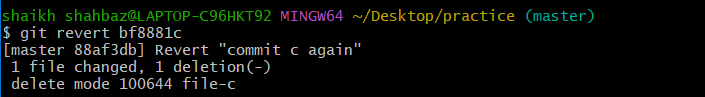 shaikh shahbaz@LAPTOP-C96HKT92 MINGW64 ~/Desktop/practice (master)
$ git revert bf8881c
[master 88af3db] Revert "commit c again"
 1 file changed, 1 deletion(-)
 delete mode 100644 file-c